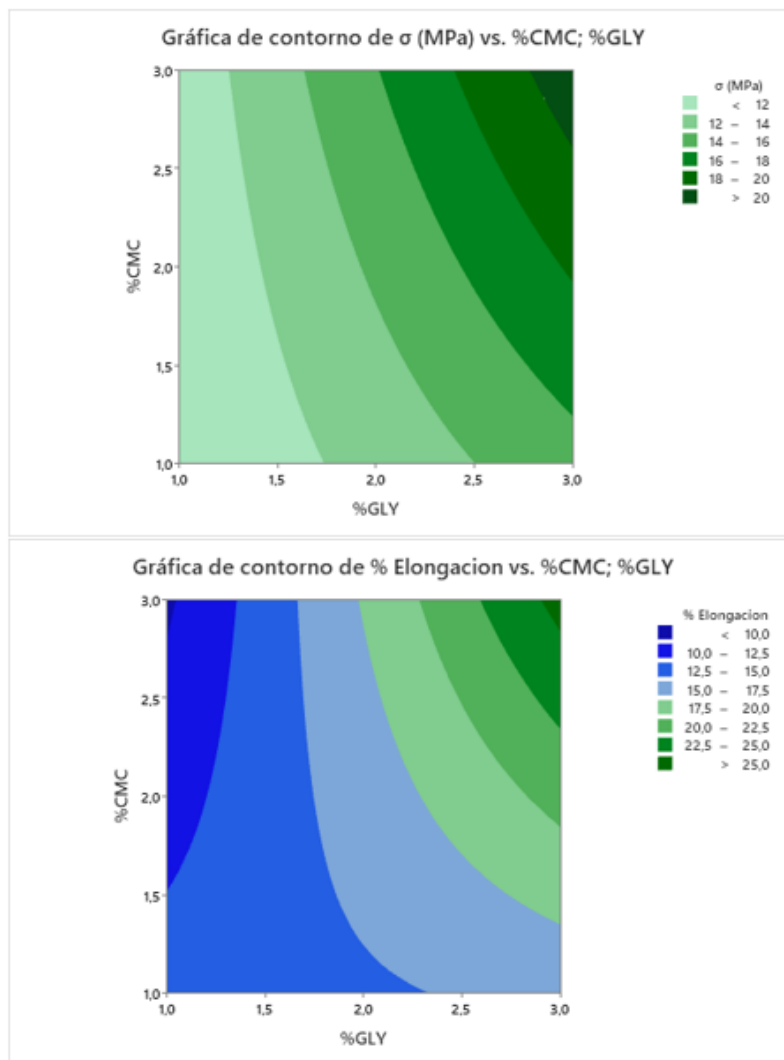 Gráfica de contorno de σ (MPa) vs. %CMC; %GLY
σ (MPa)
< 12
12 – 14
14 – 16
16 – 18
18 – 20
> 20
3,0
2,5
2,0
1,5
1,0
%CMC
1,0 1,5 2,0 2,5 3,0
%GLY
Gráfica de contorno de % Elongacion vs. %CMC; %GLY
% Elongacion
< 10,0
10,0 – 12,5
12,5 – 15,0
15,0 – 17,5
17,5 – 20,0
20,0 – 22,5
22,5 – 25,0
> 25,0
3,0
2,5
2,0
1,5
1,0
%CMC
1,0 1,5 2,0 2,5 3,0
%GLY